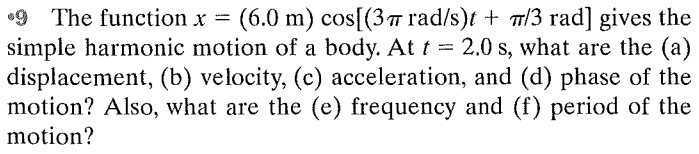 •9 The function x = (6.0 m) cos[(3π rad/s)t + π/3 rad] gives the
simple harmonic motion of a body. At t = 2.0 s, what are the (a)
displacement, (b) velocity, (c) acceleration, and (d) phase of the
motion? Also, what are the (e) frequency and (f) period of the
motion?